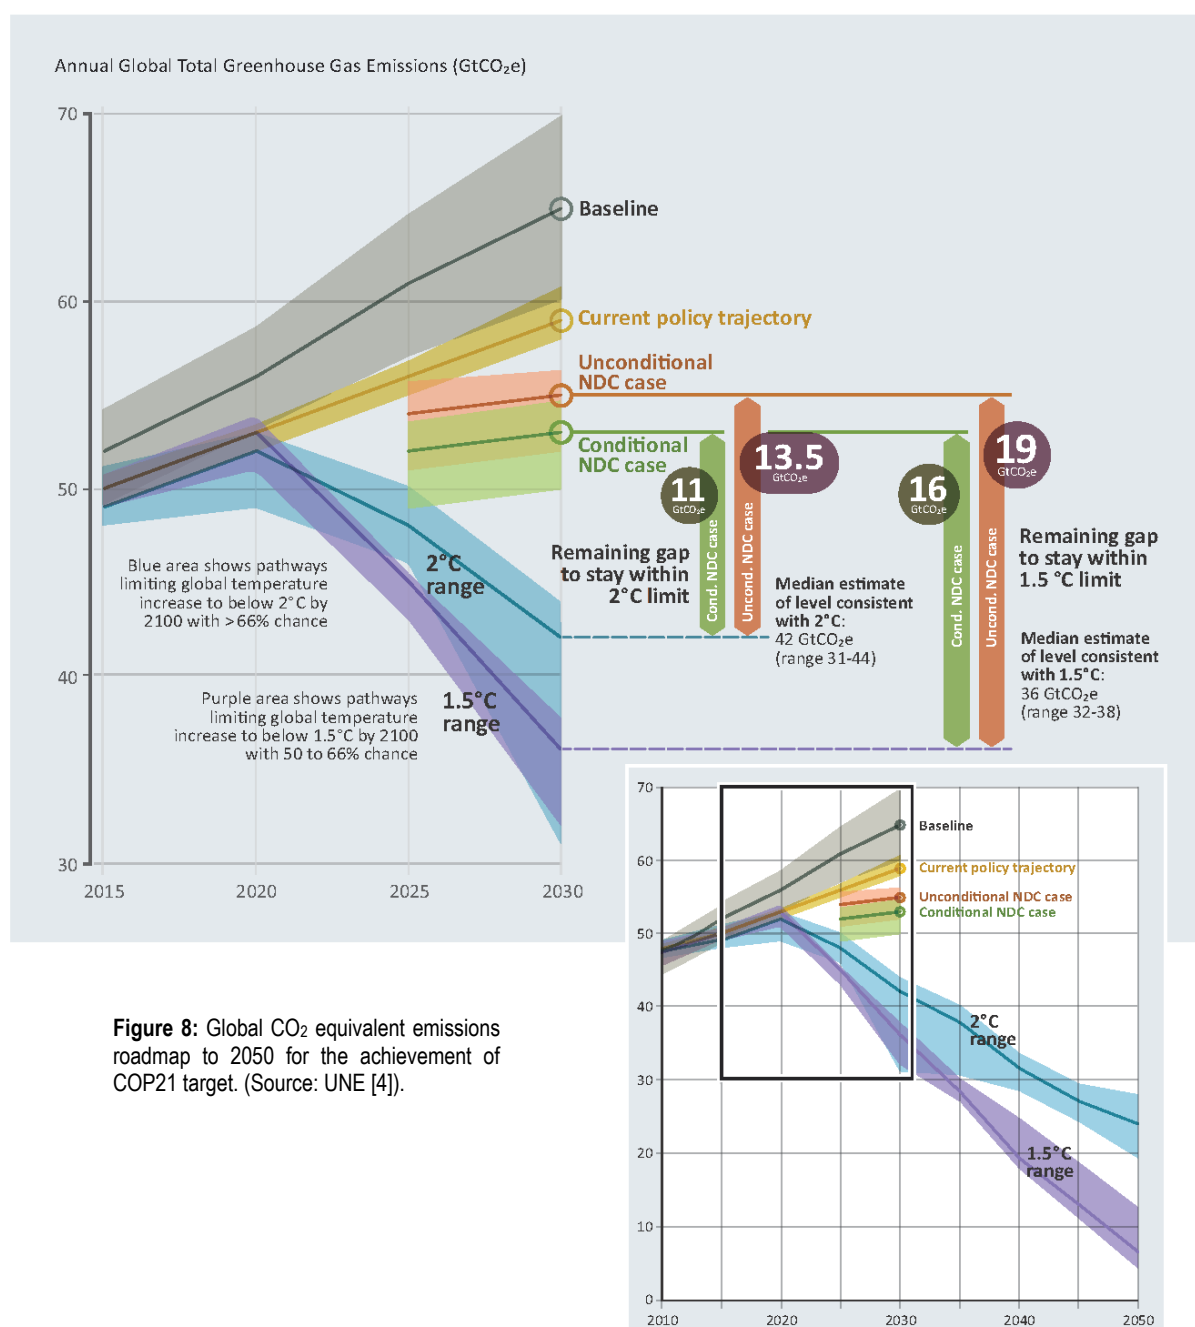 Annual Global Total Greenhouse Gas Emissions (GtCO₂e)
70
60
50
40
30
2015
2020
2025
2030
Baseline
Current policy trajectory
Unconditional
NDC case
Conditional
NDC case
2°C
range
1.5°C
range
Blue area shows pathways
limiting global temperature
increase to below 2°C by
2100 with >66% chance
Purple area shows pathways
limiting global temperature
increase to below 1.5°C by 2100
with 50 to 66% chance
11
GtCO₂e
13.5
GtCO₂e
16
GtCO₂e
19
GtCO₂e
Cond. NDC case
Uncond. NDC case
Cond. NDC case
Uncond. NDC case
Remaining gap
to stay within
2°C limit
Median estimate
of level consistent
with 2°C:
42 GtCO₂e
(range 31-44)
Remaining gap
to stay within
1.5 °C limit
Median estimate
of level consistent
with 1.5°C:
36 GtCO₂e
(range 32-38)
70
60
50
40
30
20
10
0
2010
2020
2030
2040
2050
Baseline
Current policy trajectory
Unconditional NDC case
Conditional NDC case
2°C
range
1.5°C
range
Figure 8: Global CO₂ equivalent emissions
roadmap to 2050 for the achievement of
COP21 target. (Source: UNE [4]).